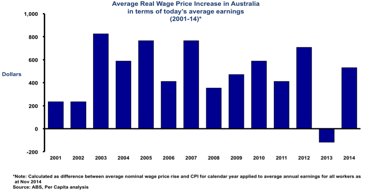 Average Real Wage Price Increase in Australia
in terms of today's average earnings
(2001-14)*
Dollars
1,000
800
600
400
200
0
-200
2001 2002 2003 2004 2005 2006 2007 2008 2009 2010 2011 2012 2013 2014
*Note: Calculated as difference between average nominal wage price rise and CPI for calendar year applied to average annual earnings for all workers as
at Nov 2014
Source: ABS, Per Capita analysis